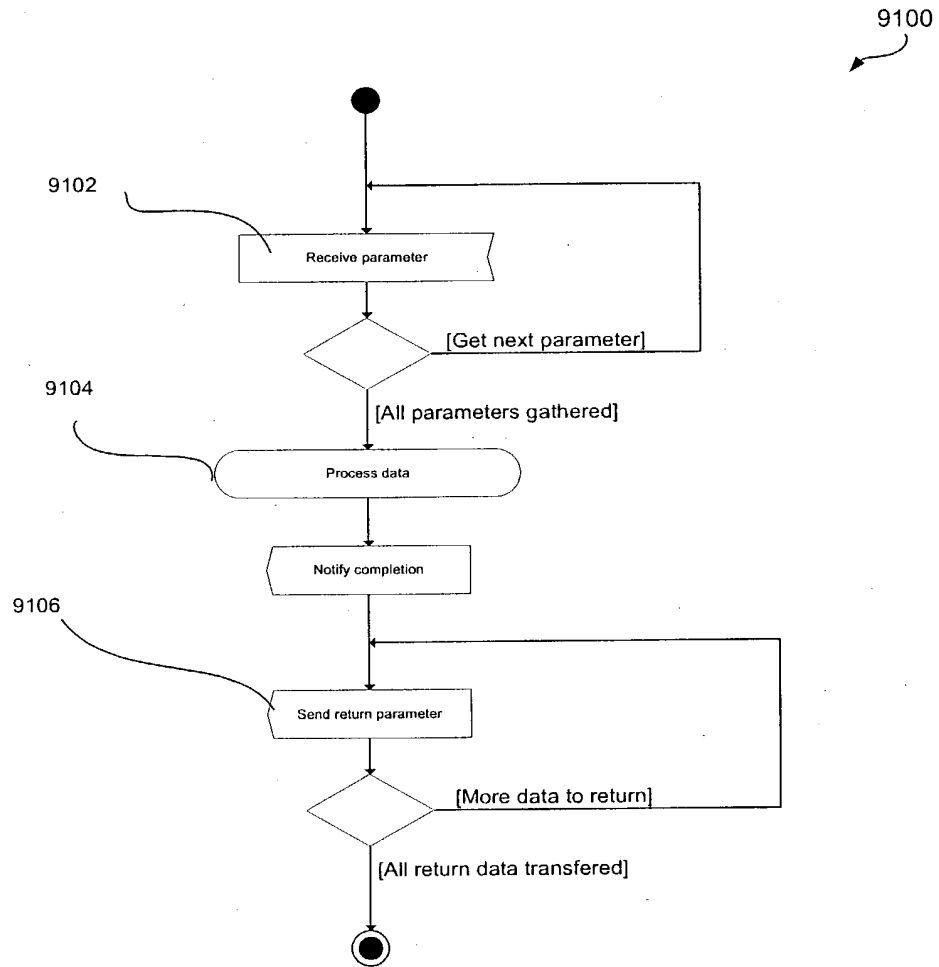 9100
9102
Receive parameter
[Get next parameter]
9104
[All parameters gathered]
Process data
Notify completion
9106
Send return parameter
[More data to return]
[All return data transfered]